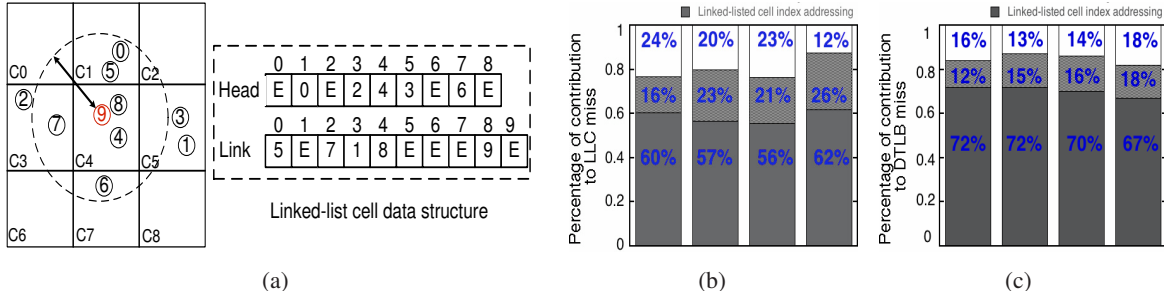 C0
C1
C2
C3
C4
C5
C6
C7
C8
0
5
2
8
9
7
4
3
1
6
0 1 2 3 4 5 6 7 8
Head E 0 E 2 4 3 E 6 E
0 1 2 3 4 5 6 7 8 9
Link 5 E 7 1 8 E E E 9 E
Linked-list cell data structure
(a)
Linked-listed cell index addressing
Percentage of contribution
to LLC miss
1
0.8
0.6
0.4
0.2
0
24% 20% 23% 12%
16% 23% 21% 26%
60% 57% 56% 62%
(b)
Linked-listed cell index addressing
Percentage of contribution
to DTLB miss
1
0.8
0.6
0.4
0.2
0
16% 13% 14% 18%
12% 15% 16% 18%
72% 72% 70% 67%
(c)